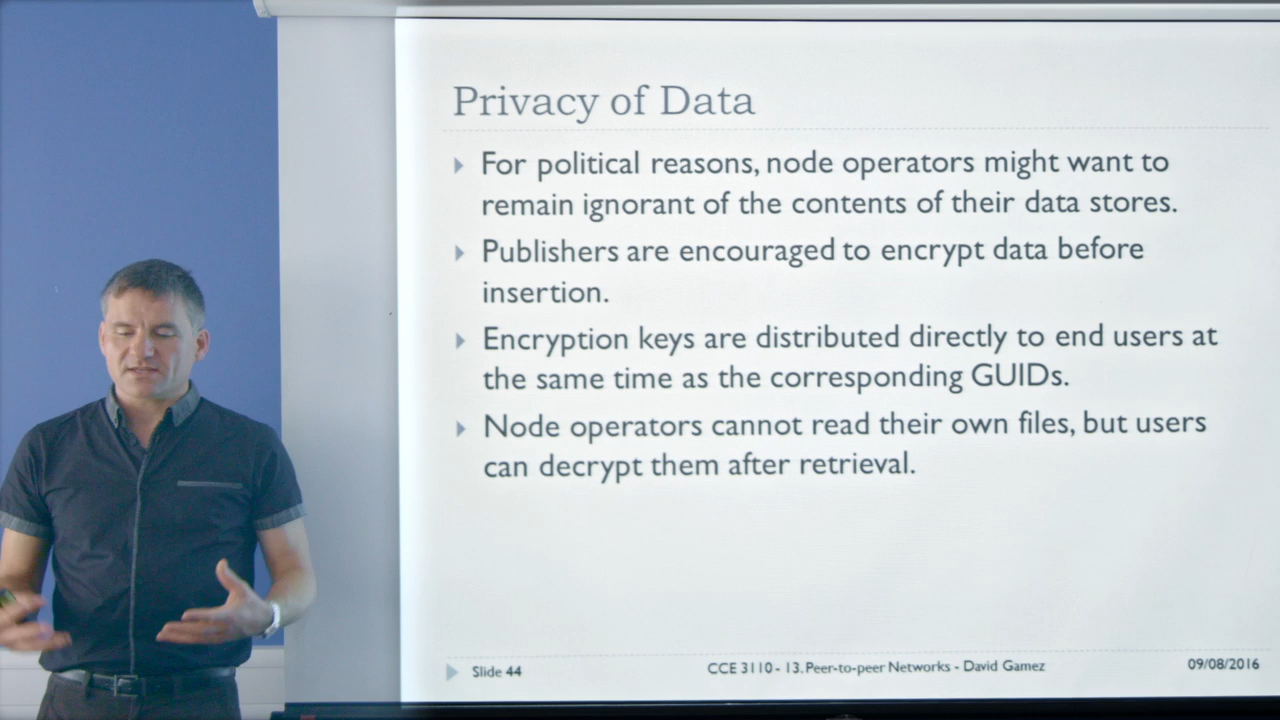 Privacy of Data
For political reasons, node operators might want to
remain ignorant of the contents of their data stores.
Publishers are encouraged to encrypt data before
insertion.
Encryption keys are distributed directly to end users at
the same time as the corresponding GUIDs.
Node operators cannot read their own files, but users
can decrypt them after retrieval.
Slide 44
CCE 3110 - 13. Peer-to-peer Networks - David Gamez
09/08/2016